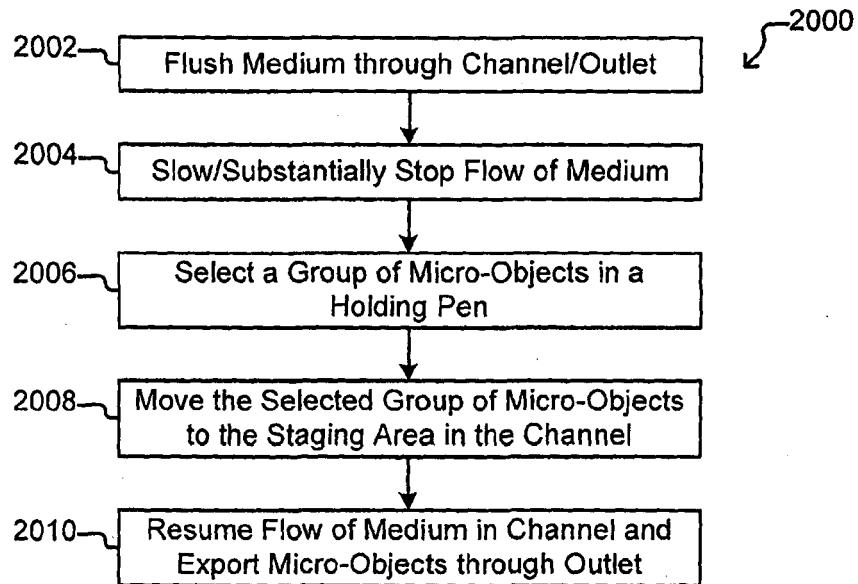 2000
2002
Flush Medium through Channel/Outlet
2004
Slow/Substantially Stop Flow of Medium
2006
Select a Group of Micro-Objects in a
Holding Pen
2008
Move the Selected Group of Micro-Objects
to the Staging Area in the Channel
2010
Resume Flow of Medium in Channel and
Export Micro-Objects through Outlet